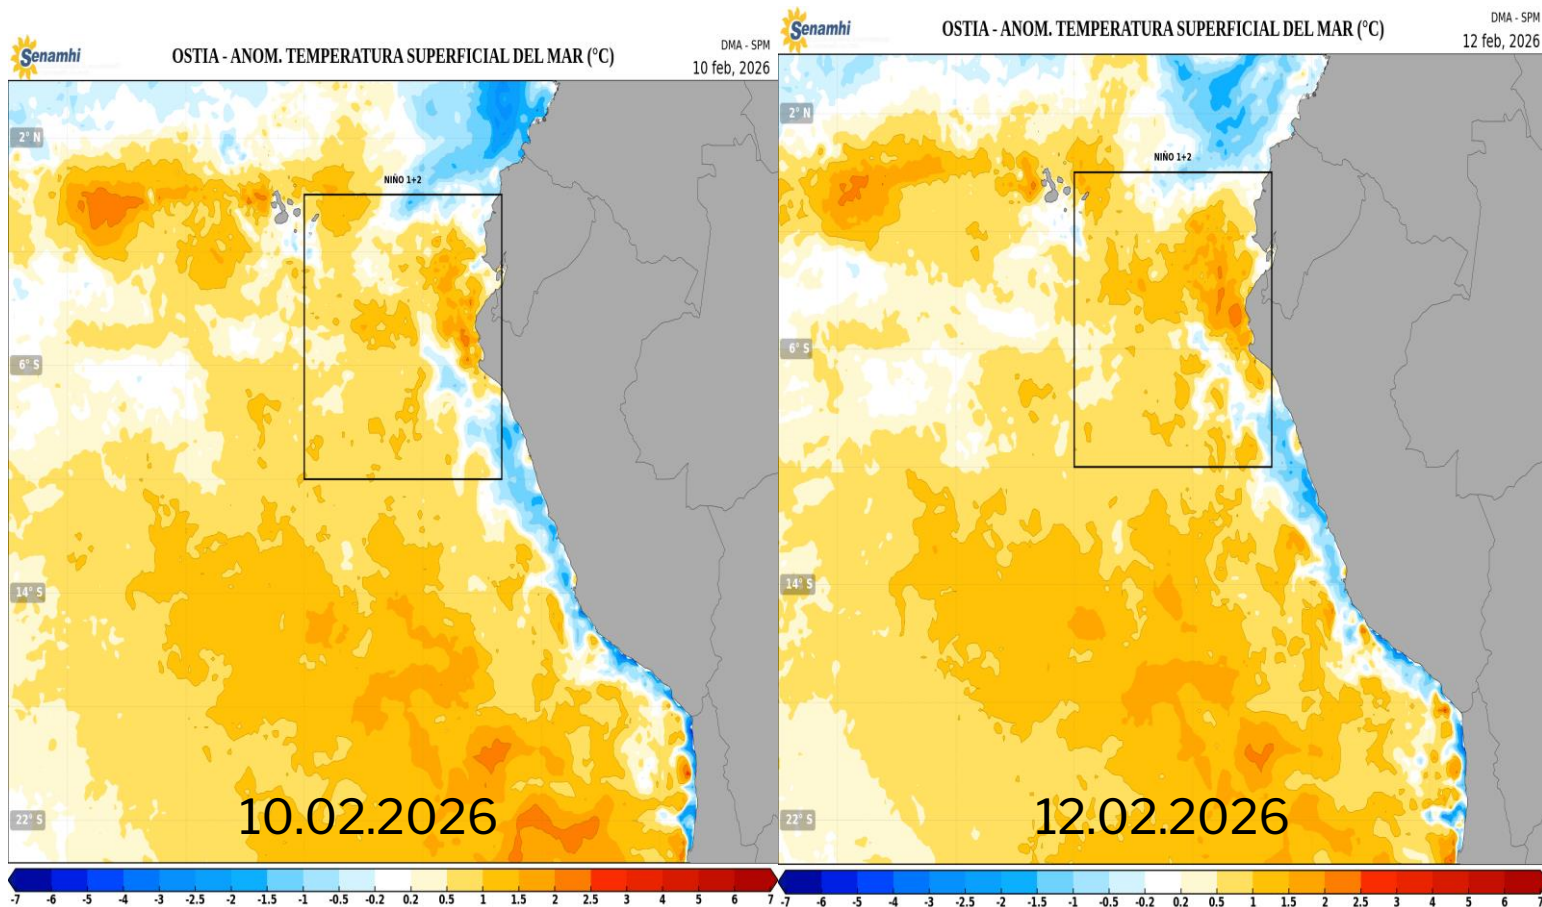 Senamhi
OSTIA - ANOM. TEMPERATURA SUPERFICIAL DEL MAR (°C)
DMA - SPM
10 feb, 2026
2° N
NIÑO 1+2
6° S
14° S
22° S
10.02.2026
-7 -6 -5 -4 -3 -2.5 -2 -1.5 -1 -0.5 -0.2 0.2 0.5 1 1.5 2 2.5 3 4 5 6 7
Senamhi
OSTIA - ANOM. TEMPERATURA SUPERFICIAL DEL MAR (°C)
DMA - SPM
12 feb, 2026
2° N
NIÑO 1+2
6° S
14° S
22° S
12.02.2026
-7 -6 -5 -4 -3 -2.5 -2 -1.5 -1 -0.5 -0.2 0.2 0.5 1 1.5 2 2.5 3 4 5 6 7